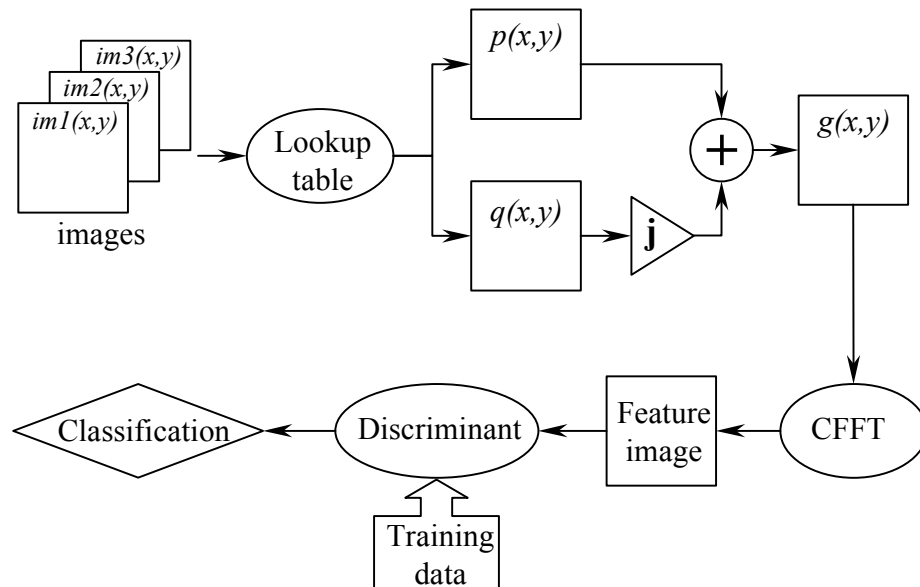 im3(x,y)
im2(x,y)
im1(x,y)
images
Lookup
table
p(x,y)
q(x,y)
j
+
g(x,y)
CFFT
Feature
image
Discriminant
Classification
Training
data